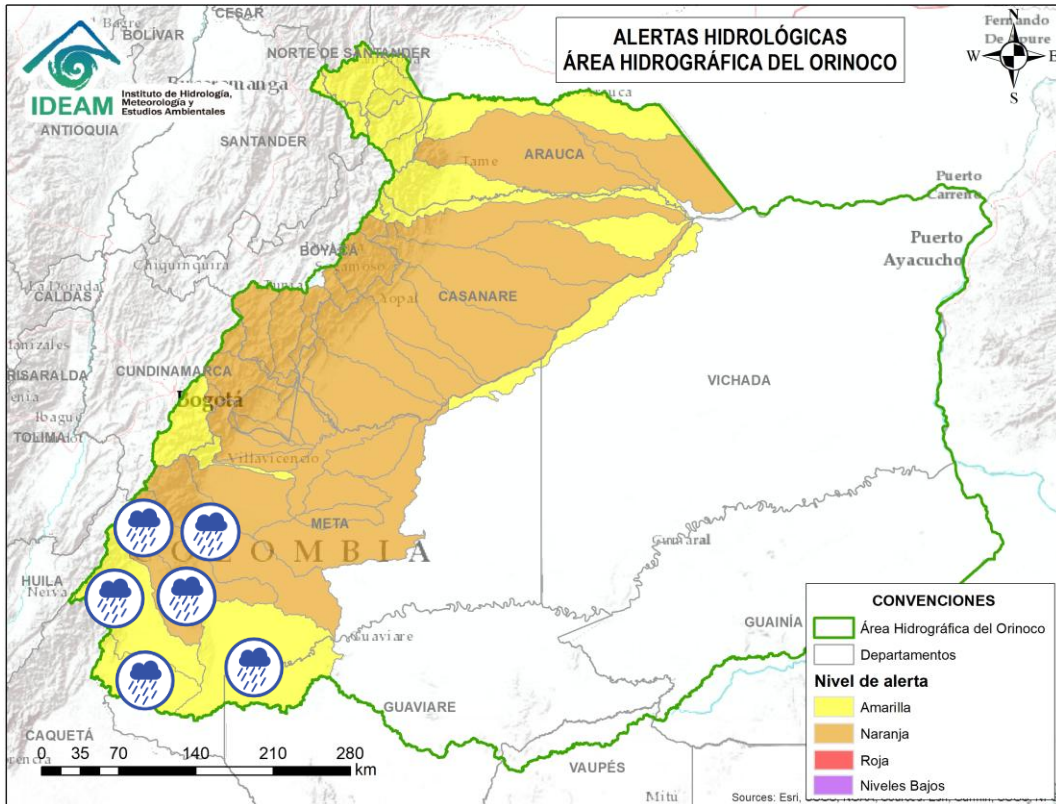 ALERTAS HIDROLÓGICAS
ÁREA HIDROGRÁFICA DEL ORINOCO
IDEAM
Instituto de Hidrología,
Meteorología y
Estudios Ambientales
N
W
E
S
CESAR
BOLÍVAR
NORTE DE SANTANDER
ANTIOQUIA
SANTANDER
Tame
ARAUCA
Puerto
Carreño
Puerto
Ayacucho
BOYACÁ
Chiquinquirá
La Dorada
CALDAS
Yopal
CASANARE
RISARALDA
CUNDINAMARCA
Bogotá
VICHADA
Ibagué
TOLIMA
Villavicencio
META
COLOMBIA
HUILA
Neiva
Guaviare
GUAINÍA
GUAVIARE
CAQUETÁ
VAUPÉS
Mitú
0 35 70 140 210 280
km
CONVENCIONES
Área Hidrográfica del Orinoco
Departamentos
Nivel de alerta
Amarilla
Naranja
Roja
Niveles Bajos
Sources: Esri,